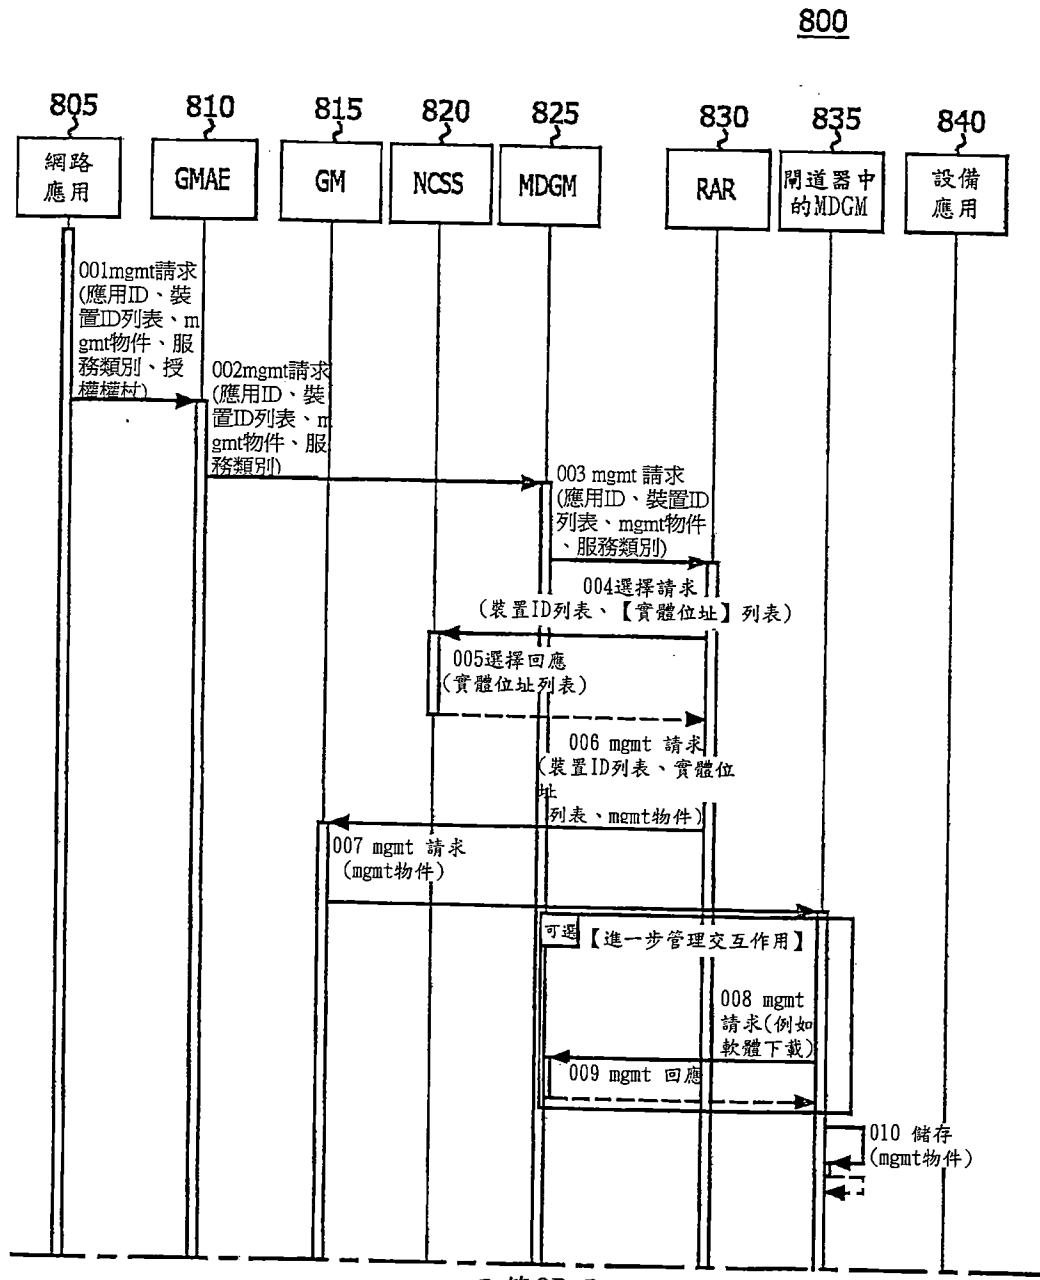 800
805
810
815
820
825
830
835
840
網路
應用
GMAE
GM
NCSS
MDGM
RAR
閘道器中
的MDGM
設備
應用
001mgmt請求
(應用ID、裝
置ID列表、m
gmt物件、服
務類別、授
權權杖)
002mgmt請求
(應用ID、裝
置ID列表、m
gmt物件、服
務類別)
003 mgmt 請求
(應用ID、裝置ID
列表、mgmt物件
、服務類別)
004選擇請求
(裝置ID列表、【實體位址】列表)
005選擇回應
(實體位址列表)
006 mgmt 請求
(裝置ID列表、實體位
址
列表、mgmt物件)
007 mgmt 請求
(mgmt物件)
可選
【進一步管理交互作用】
008 mgmt
請求(例如
軟體下載)
009 mgmt 回應
010 儲存
(mgmt物件)